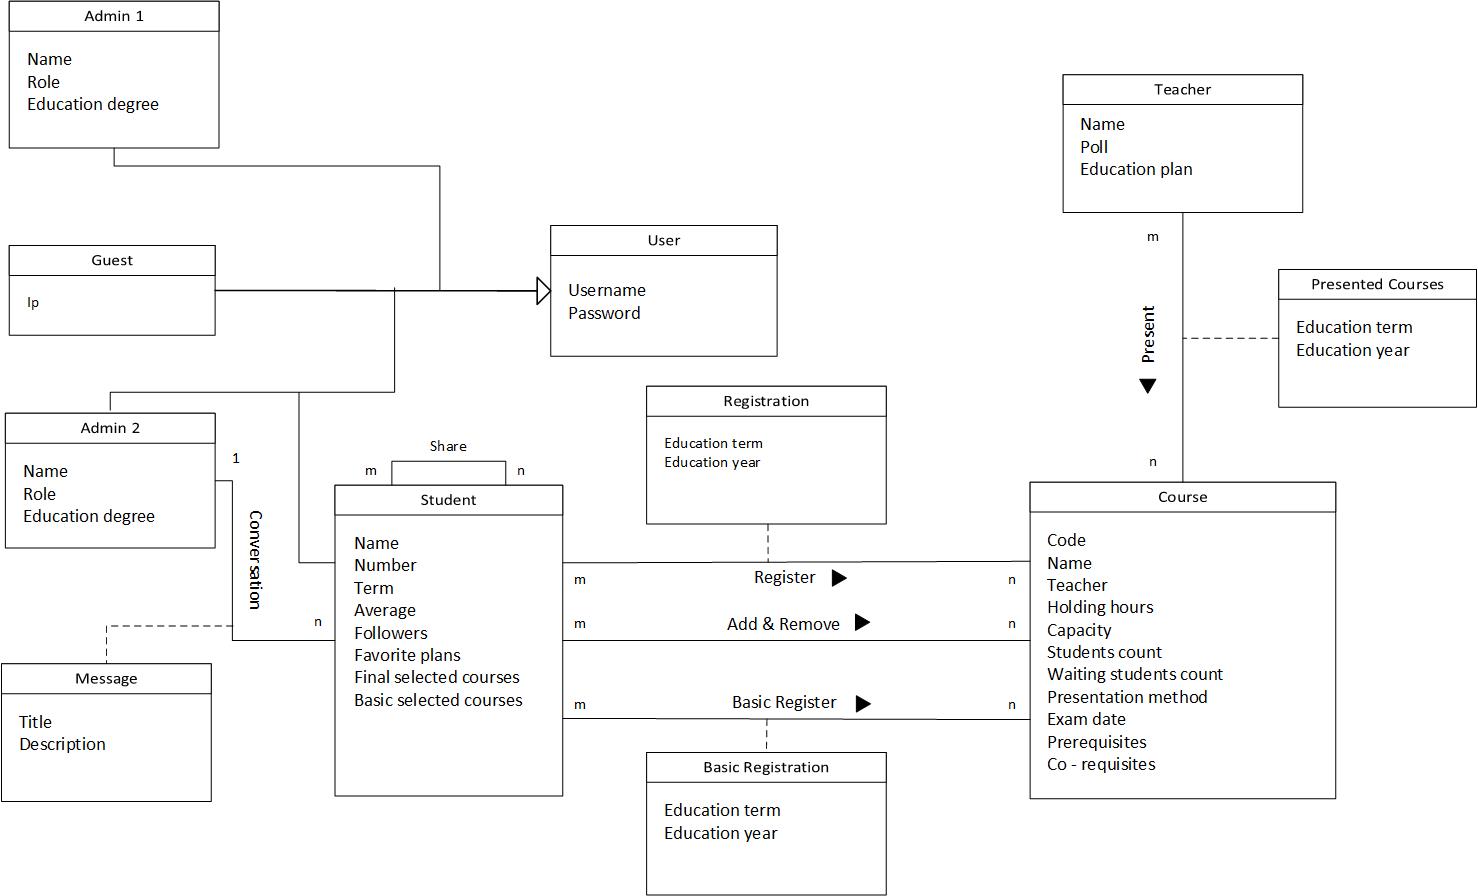 Admin 1
Name
Role
Education degree
Teacher
Name
Poll
Education plan
Guest
Ip
User
Username
Password
m
Present
n
Presented Courses
Education term
Education year
Admin 2
Name
Role
Education degree
1
Conversation
n
Share
m
n
Student
Name
Number
Term
Average
Followers
Favorite plans
Final selected courses
Basic selected courses
Registration
Education term
Education year
m
Register
n
m
Add & Remove
n
m
Basic Register
n
Course
Code
Name
Teacher
Holding hours
Capacity
Students count
Waiting students count
Presentation method
Exam date
Prerequisites
Co - requisites
Message
Title
Description
Basic Registration
Education term
Education year